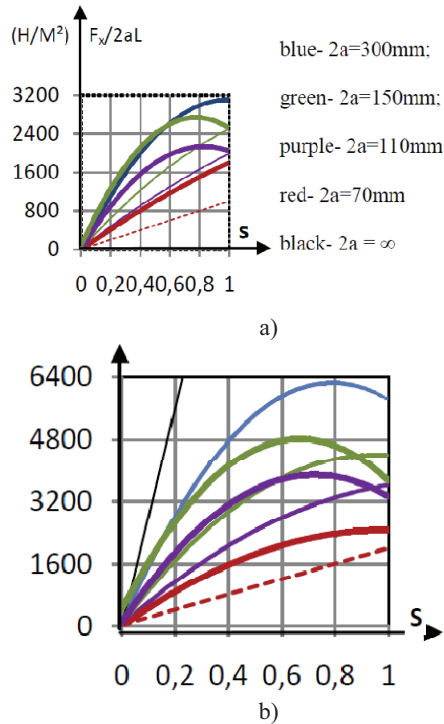 (H/M²) Fₓ/2aL
3200
2400
1600
800
0
s
0 0,20,40,60,8 1
blue- 2a=300mm;
green- 2a=150mm;
purple- 2a=110mm
red- 2a=70mm
black- 2a = ∞
a)
6400
4800
3200
1600
0
s
0 0,2 0,4 0,6 0,8 1
b)